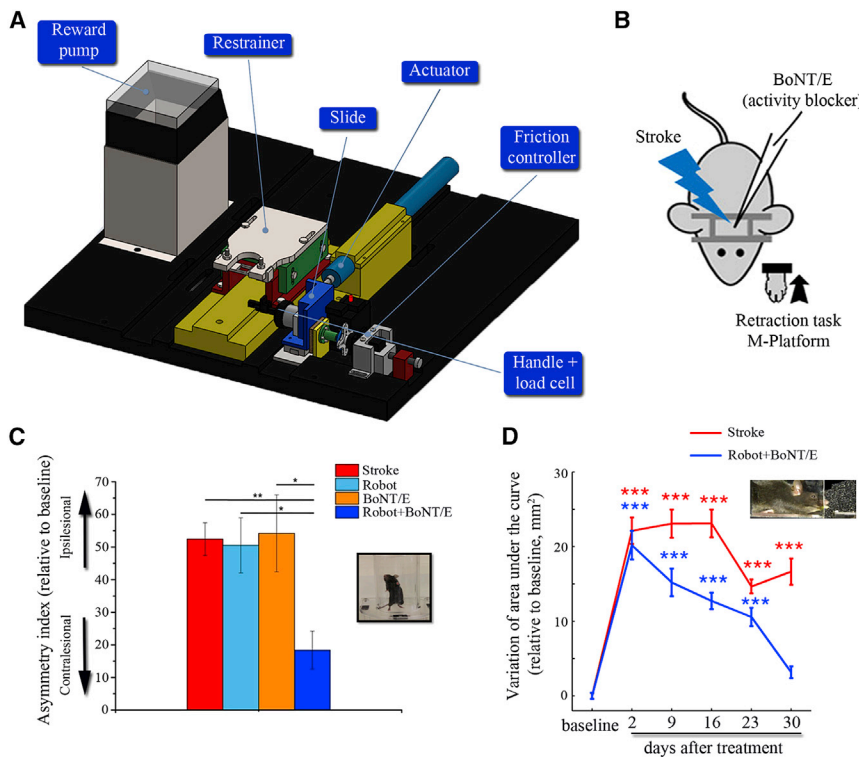 A
Reward
pump
Restrainer
Actuator
Slide
Friction
controller
Handle +
load cell
B
BoNT/E
(activity blocker)
Stroke
Retraction task
M-Platform
C
Asymmetry index (relative to baseline)
Ipsilesional
Contralesional
70
60
50
40
30
20
10
0
**
*
*
Stroke
Robot
BoNT/E
Robot+BoNT/E
D
Stroke
Robot+BoNT/E
Variation of area under the curve
(relative to baseline, mm²)
30
20
10
0
*** *** ***
***
*** ***
***
*** ***
baseline 2 9 16 23 30
days after treatment